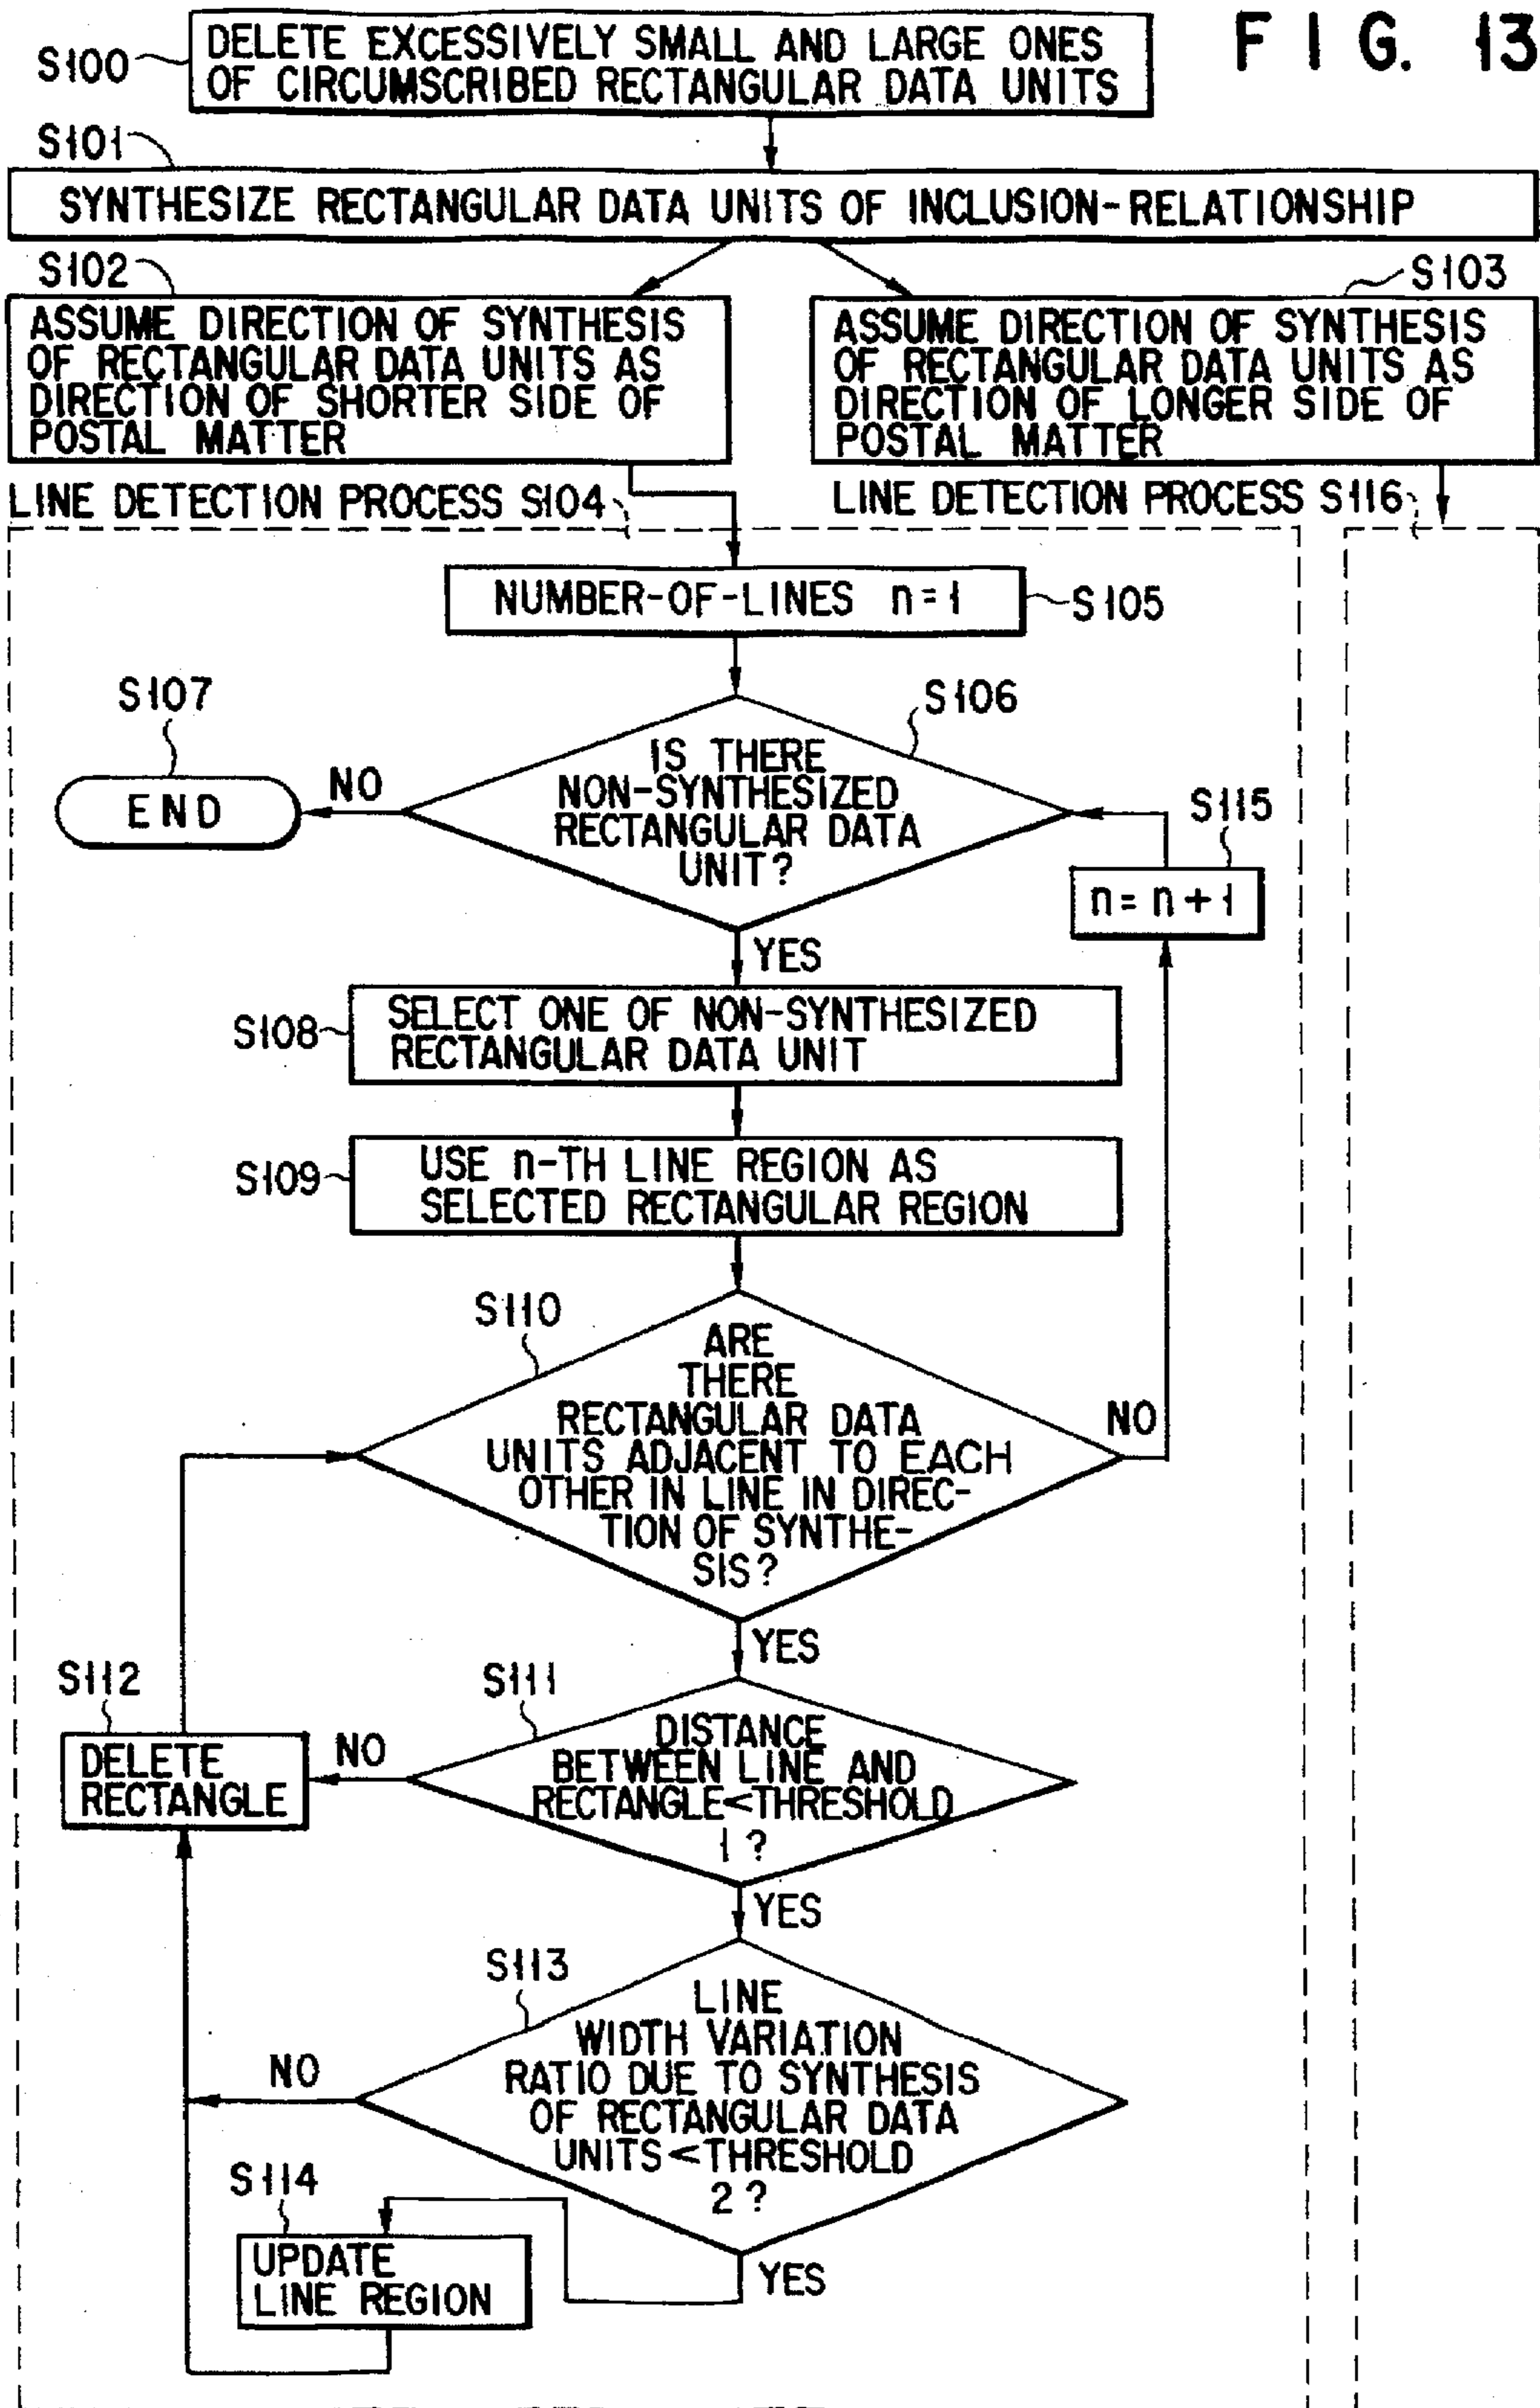 FIG. 13
S100
DELETE EXCESSIVELY SMALL AND LARGE ONES
OF CIRCUMSCRIBED RECTANGULAR DATA UNITS
S101
SYNTHESIZE RECTANGULAR DATA UNITS OF INCLUSION-RELATIONSHIP
S102
ASSUME DIRECTION OF SYNTHESIS
OF RECTANGULAR DATA UNITS AS
DIRECTION OF SHORTER SIDE OF
POSTAL MATTER
S103
ASSUME DIRECTION OF SYNTHESIS
OF RECTANGULAR DATA UNITS AS
DIRECTION OF LONGER SIDE OF
POSTAL MATTER
LINE DETECTION PROCESS S104
LINE DETECTION PROCESS S116
NUMBER-OF-LINES n=1
S105
S106
IS THERE
NON-SYNTHESIZED
RECTANGULAR DATA
UNIT?
S107
END
NO
S115
n=n+1
YES
S108
SELECT ONE OF NON-SYNTHESIZED
RECTANGULAR DATA UNIT
S109
USE n-TH LINE REGION AS
SELECTED RECTANGULAR REGION
S110
ARE
THERE
RECTANGULAR DATA
UNITS ADJACENT TO EACH
OTHER IN LINE IN DIREC-
TION OF SYNTHE-
SIS?
NO
YES
S111
DISTANCE
BETWEEN LINE AND
RECTANGLE<THRESHOLD
1?
S112
DELETE
RECTANGLE
NO
YES
S113
LINE
WIDTH VARIATION
RATIO DUE TO SYNTHESIS
OF RECTANGULAR DATA
UNITS<THRESHOLD
2?
NO
YES
S114
UPDATE
LINE REGION